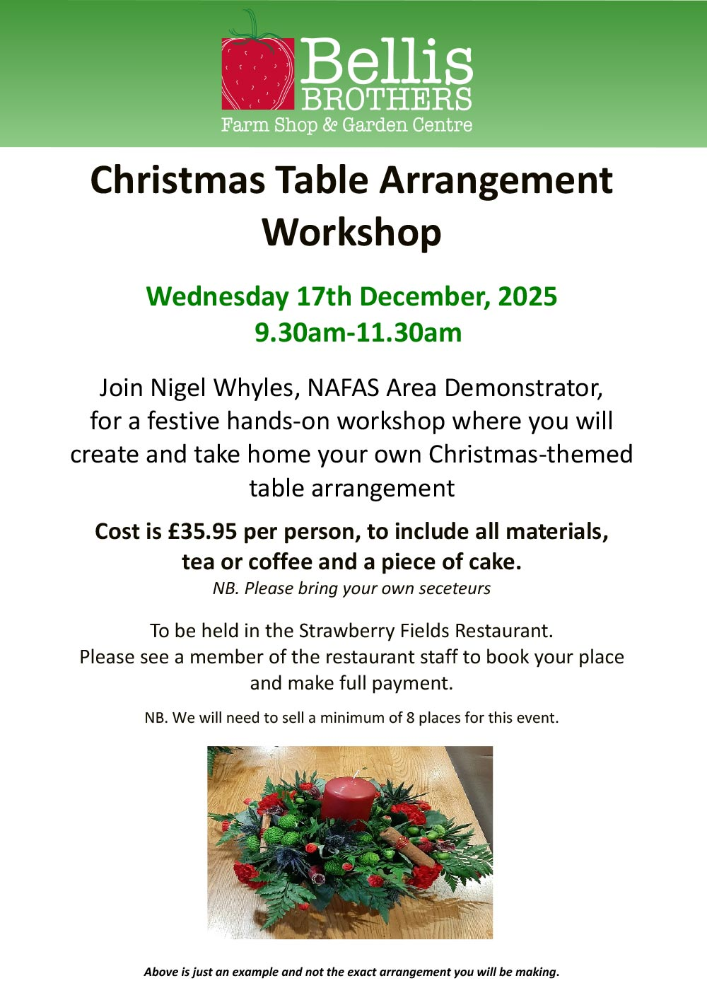 Bellis
BROTHERS
Farm Shop & Garden Centre
Christmas Table Arrangement
Workshop
Wednesday 17th December, 2025
9.30am-11.30am
Join Nigel Whyles, NAFAS Area Demonstrator,
for a festive hands-on workshop where you will
create and take home your own Christmas-themed
table arrangement
Cost is £35.95 per person, to include all materials,
tea or coffee and a piece of cake.
NB. Please bring your own seceteurs
To be held in the Strawberry Fields Restaurant.
Please see a member of the restaurant staff to book your place
and make full payment.
NB. We will need to sell a minimum of 8 places for this event.
Above is just an example and not the exact arrangement you will be making.